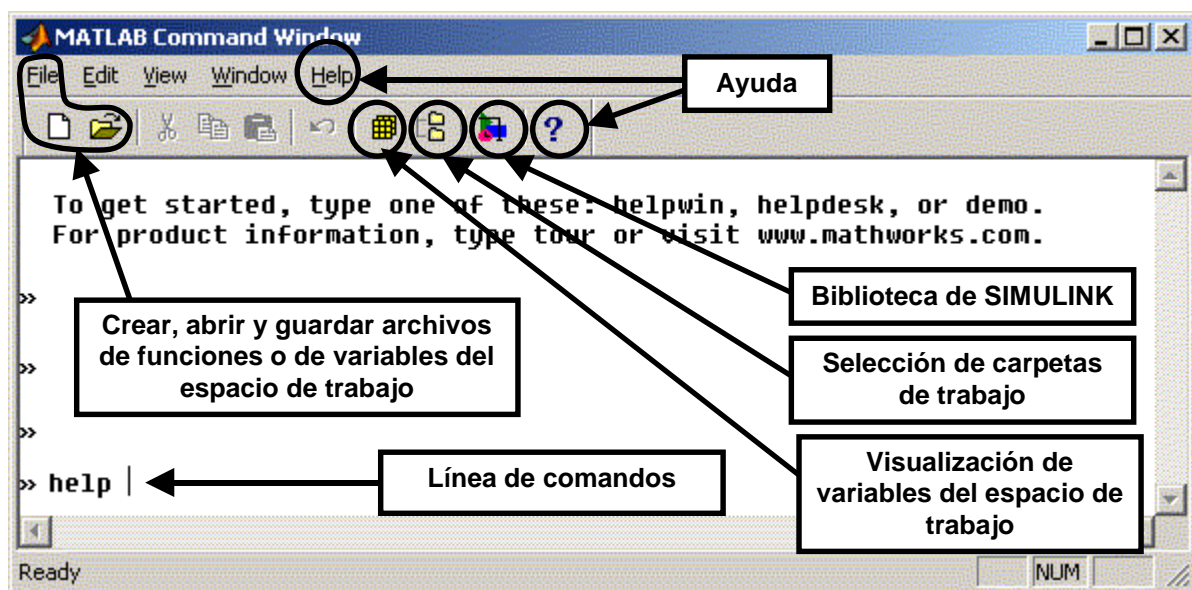 MATLAB Command Window
File Edit View Window Help
Ayuda
?
To get started, type one of these: helpwin, helpdesk, or demo.
For product information, type tour or visit www.mathworks.com.
»
Biblioteca de SIMULINK
Crear, abrir y guardar archivos
de funciones o de variables del
espacio de trabajo
»
Selección de carpetas
de trabajo
»
Visualización de
variables del espacio de
trabajo
Línea de comandos
» help
Ready
NUM